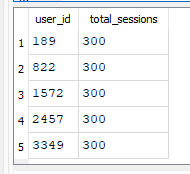 user_id total_sessions
1 189 300
2 822 300
3 1572 300
4 2457 300
5 3349 300